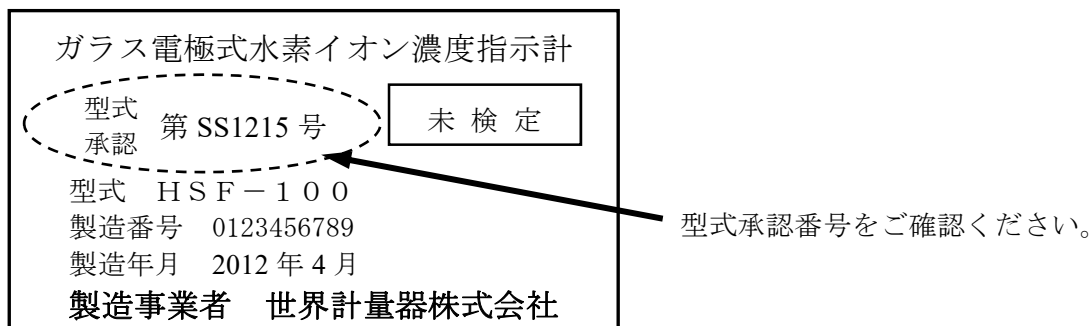 ガラス電極式水素イオン濃度指示計
型式
承認
第 SS1215 号
未 検 定
型式　ＨＳＦ－１００
製造番号　0123456789
製造年月　2012 年 4 月
製造事業者　世界計量器株式会社
型式承認番号をご確認ください。